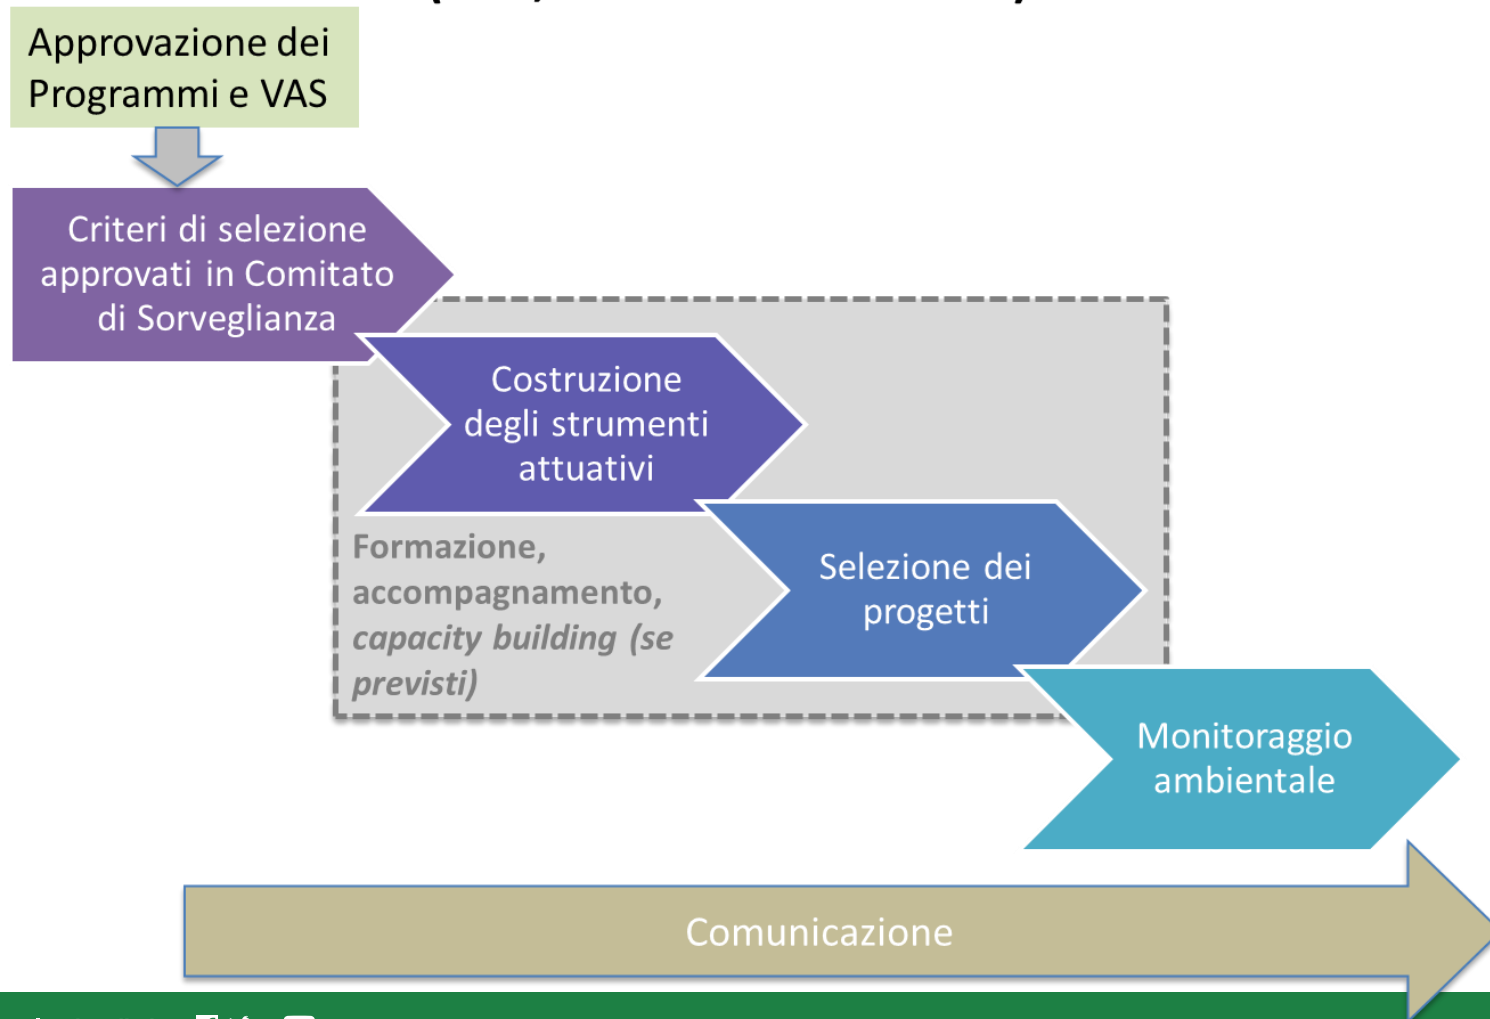 Approvazione dei
Programmi e VAS
Criteri di selezione
approvati in Comitato
di Sorveglianza
Costruzione
degli strumenti
attuativi
Formazione,
accompagnamento,
capacity building (se
previsti)
Selezione dei
progetti
Monitoraggio
ambientale
Comunicazione